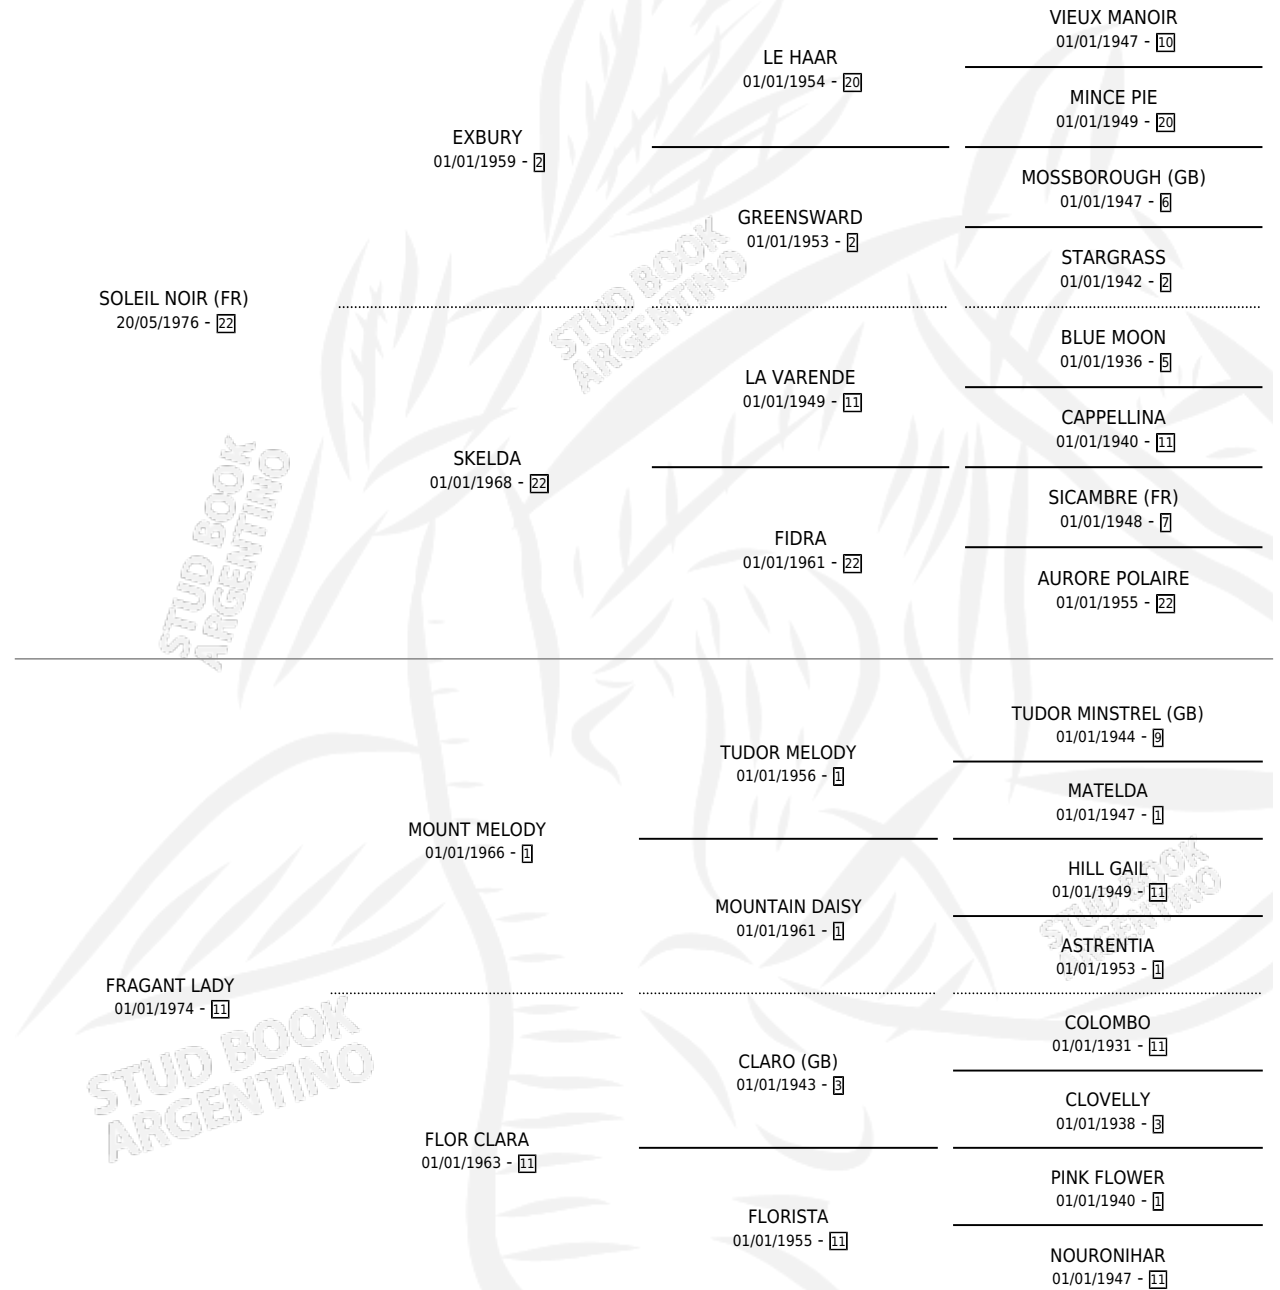 VIEUX MANOIR
01/01/1947 - 10
LE HAAR
01/01/1954 - 20
MINCE PIE
01/01/1949 - 20
EXBURY
01/01/1959 - 2
MOSSBOROUGH (GB)
01/01/1947 - 6
GREENSWARD
01/01/1953 - 2
STARGRASS
01/01/1942 - 2
SOLEIL NOIR (FR)
20/05/1976 - 22
BLUE MOON
01/01/1936 - 5
LA VARENDE
01/01/1949 - 11
CAPPELLINA
01/01/1940 - 11
SKELDA
01/01/1968 - 22
SICAMBRE (FR)
01/01/1948 - 7
FIDRA
01/01/1961 - 22
AURORE POLAIRE
01/01/1955 - 22
TUDOR MINSTREL (GB)
01/01/1944 - 9
TUDOR MELODY
01/01/1956 - 1
MATELDA
01/01/1947 - 1
MOUNT MELODY
01/01/1966 - 1
HILL GAIL
01/01/1949 - 11
MOUNTAIN DAISY
01/01/1961 - 1
ASTRENTIA
01/01/1953 - 1
FRAGANT LADY
01/01/1974 - 11
COLOMBO
01/01/1931 - 11
CLARO (GB)
01/01/1943 - 3
CLOVELLY
01/01/1938 - 3
FLOR CLARA
01/01/1963 - 11
PINK FLOWER
01/01/1940 - 1
FLORISTA
01/01/1955 - 11
NOURONIHAR
01/01/1947 - 11
STUD BOOK
ARGENTINO
STUD BOOK
ARGENTINO
STUD BOOK
ARGENTINO
STUD BOOK
ARGENTINO